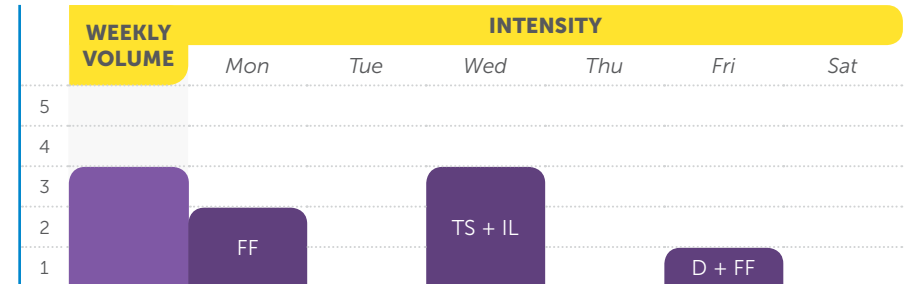 WEEKLY
VOLUME
INTENSITY
Mon Tue Wed Thu Fri Sat
5
4
3
2
1
FF
TS + IL
D + FF